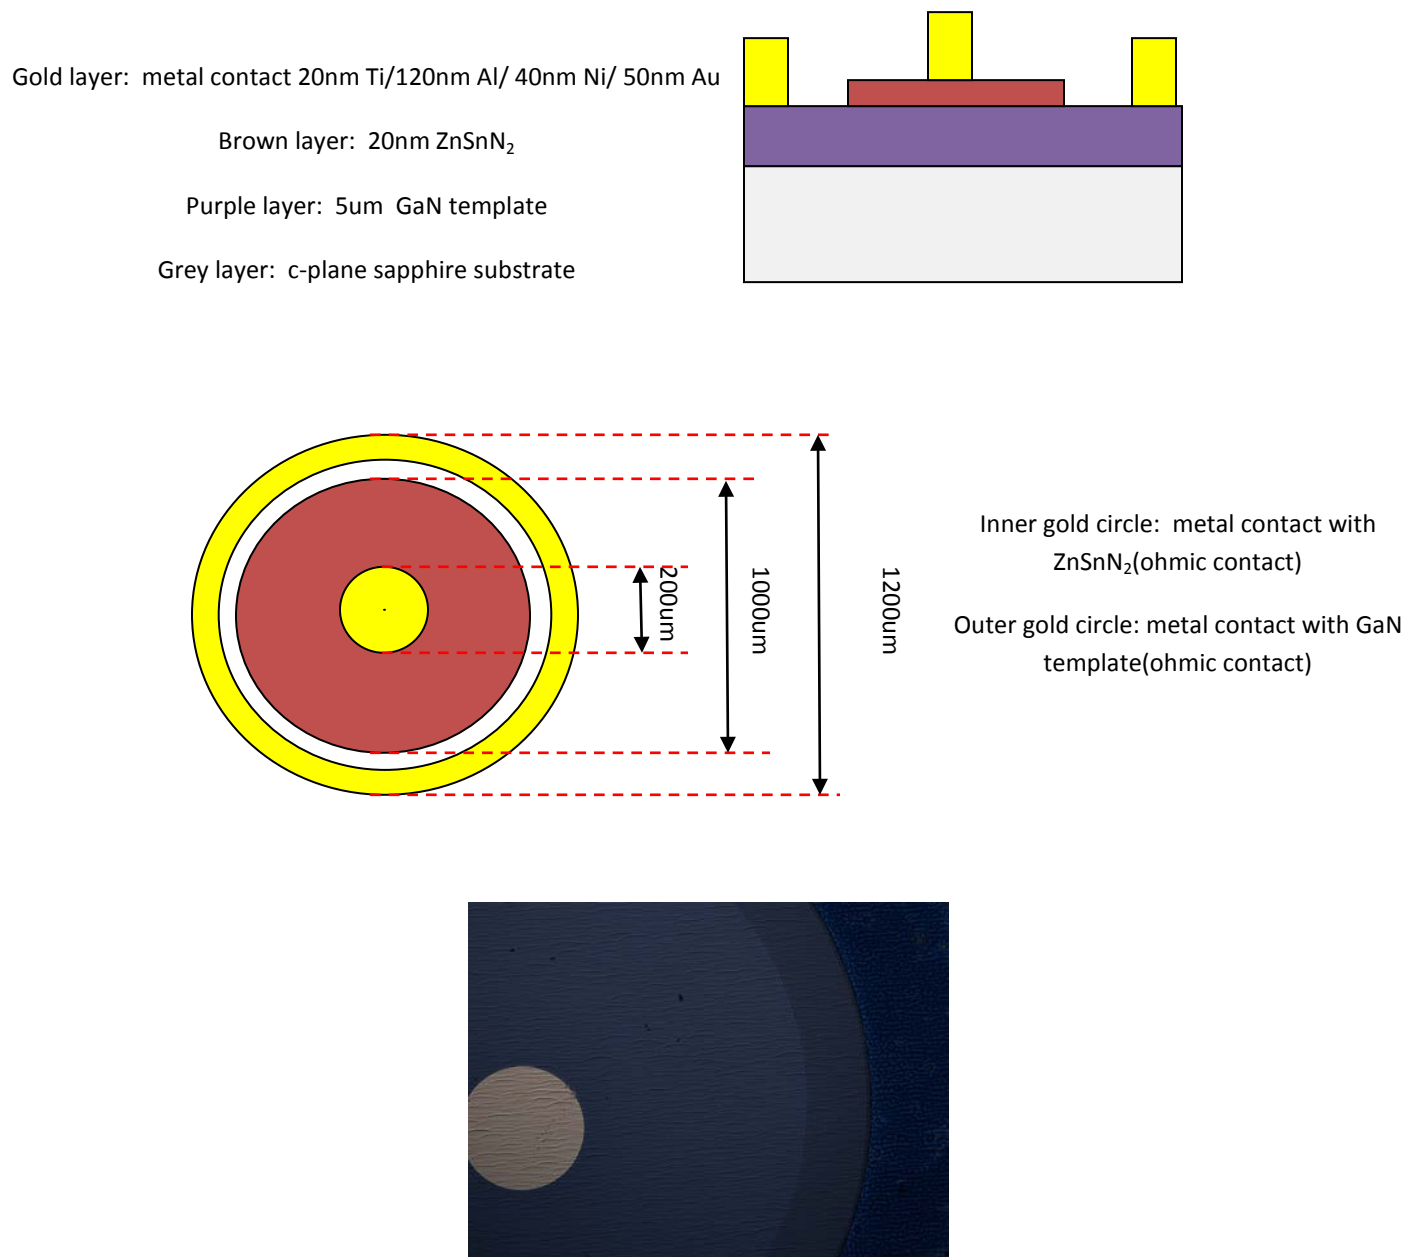 Gold layer:  metal contact 20nm Ti/120nm Al/ 40nm Ni/ 50nm Au
Brown layer:  20nm ZnSnN₂
Purple layer:  5um  GaN template
Grey layer:  c-plane sapphire substrate
200um
1000um
1200um
Inner gold circle:  metal contact with
ZnSnN₂(ohmic contact)
Outer gold circle: metal contact with GaN
template(ohmic contact)